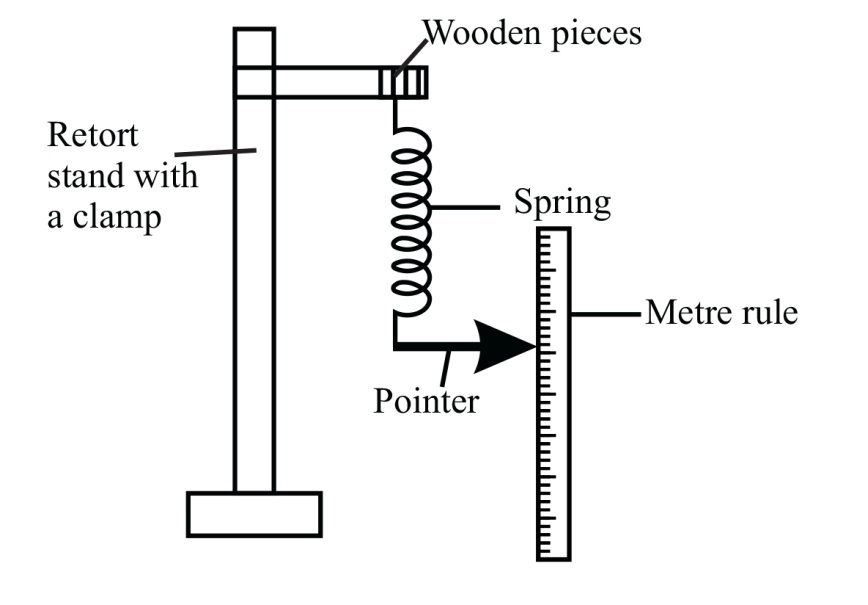 Wooden pieces
Retort
stand with
a clamp
Spring
Metre rule
Pointer